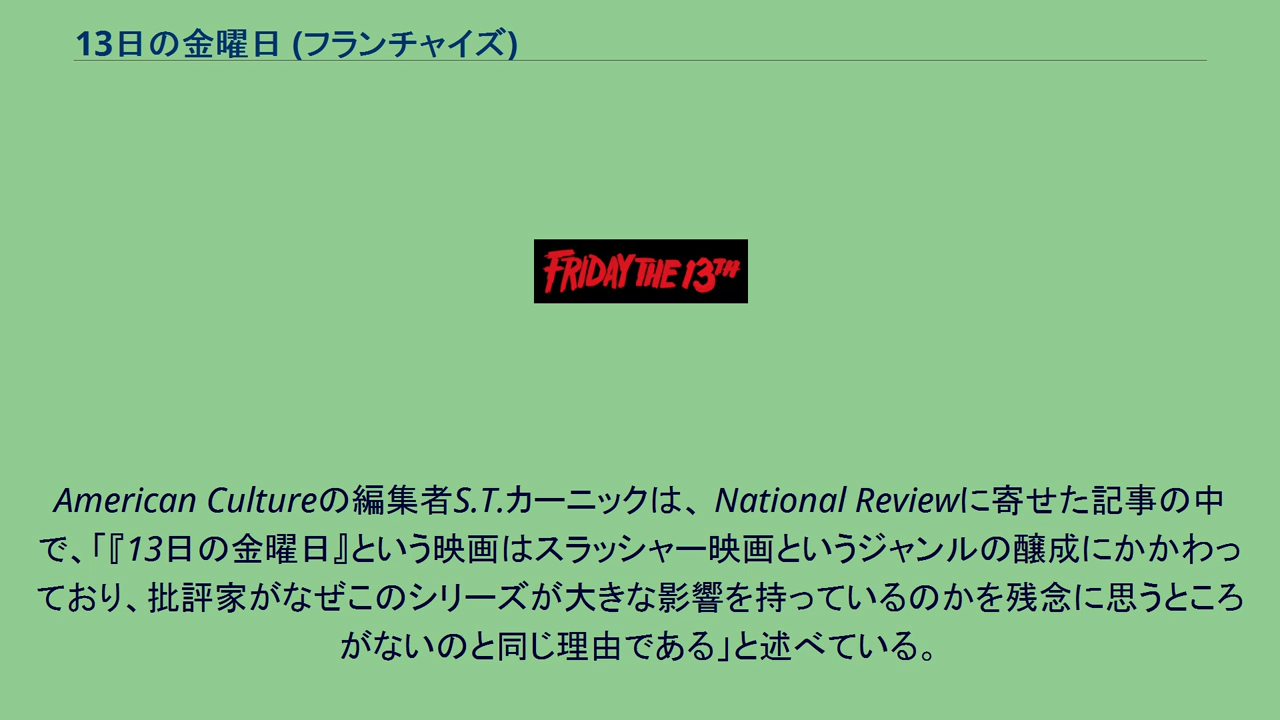 13日の金曜日 (フランチャイズ)
FRIDAY THE 13TH
American Cultureの編集者S.T.カーニックは、National Reviewに寄せた記事の中
で、「『13日の金曜日』という映画はスラッシャー映画というジャンルの醸成にかかわっ
ており、批評家がなぜこのシリーズが大きな影響を持っているのかを残念に思うところ
がないのと同じ理由である」と述べている。